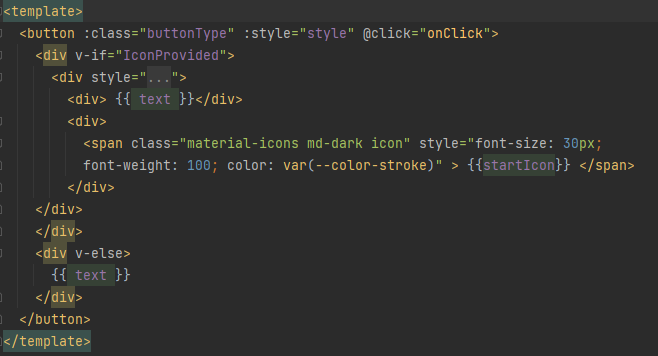 <template>
<button :class="buttonType" :style="style" @click="onClick">
<div v-if="IconProvided">
<div style="...">
<div> {{ text }}</div>
<div>
<span class="material-icons md-dark icon" style="font-size: 30px;
font-weight: 100; color: var(--color-stroke)" > {{startIcon}} </span>
</div>
</div>
</div>
<div v-else>
{{ text }}
</div>
</button>
</template>